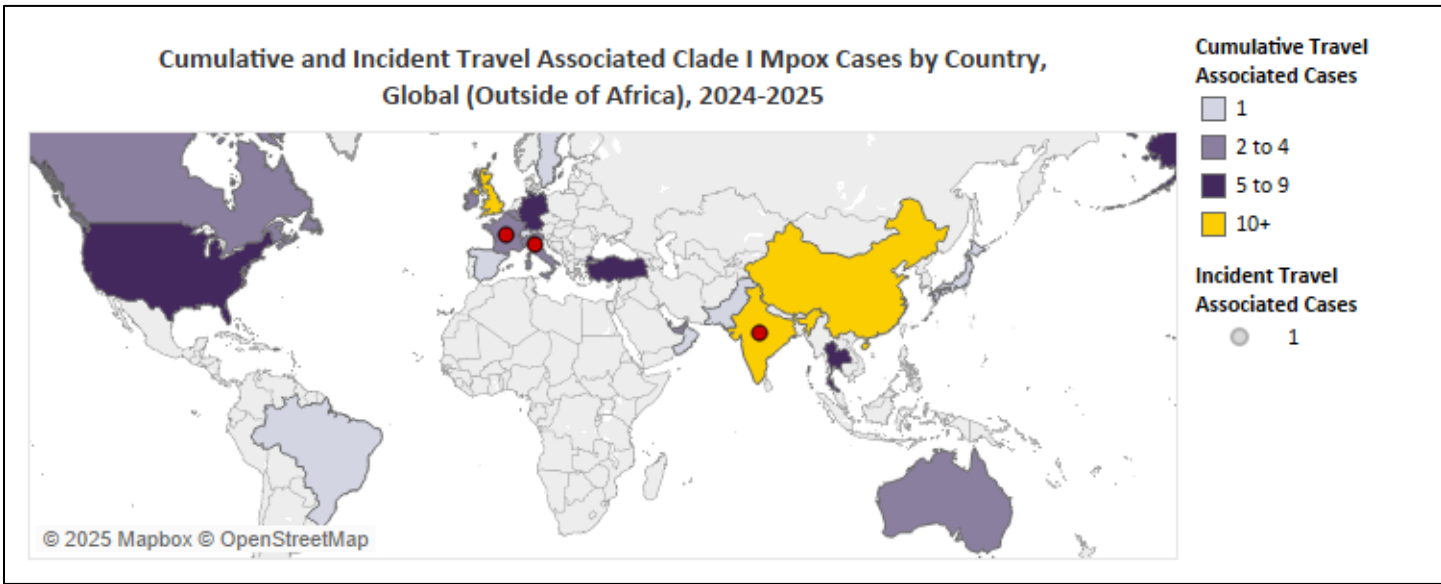 Cumulative and Incident Travel Associated Clade I Mpox Cases by Country,
Global (Outside of Africa), 2024-2025
Cumulative Travel
Associated Cases
1
2 to 4
5 to 9
10+
Incident Travel
Associated Cases
1
© 2025 Mapbox © OpenStreetMap